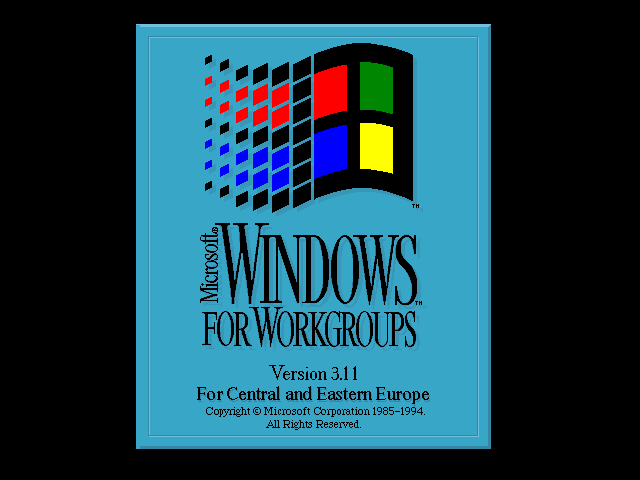 ™
Microsoft®
WINDOWS™
FOR WORKGROUPS
Version 3.11
For Central and Eastern Europe
Copyright © Microsoft Corporation 1985-1994.
All Rights Reserved.